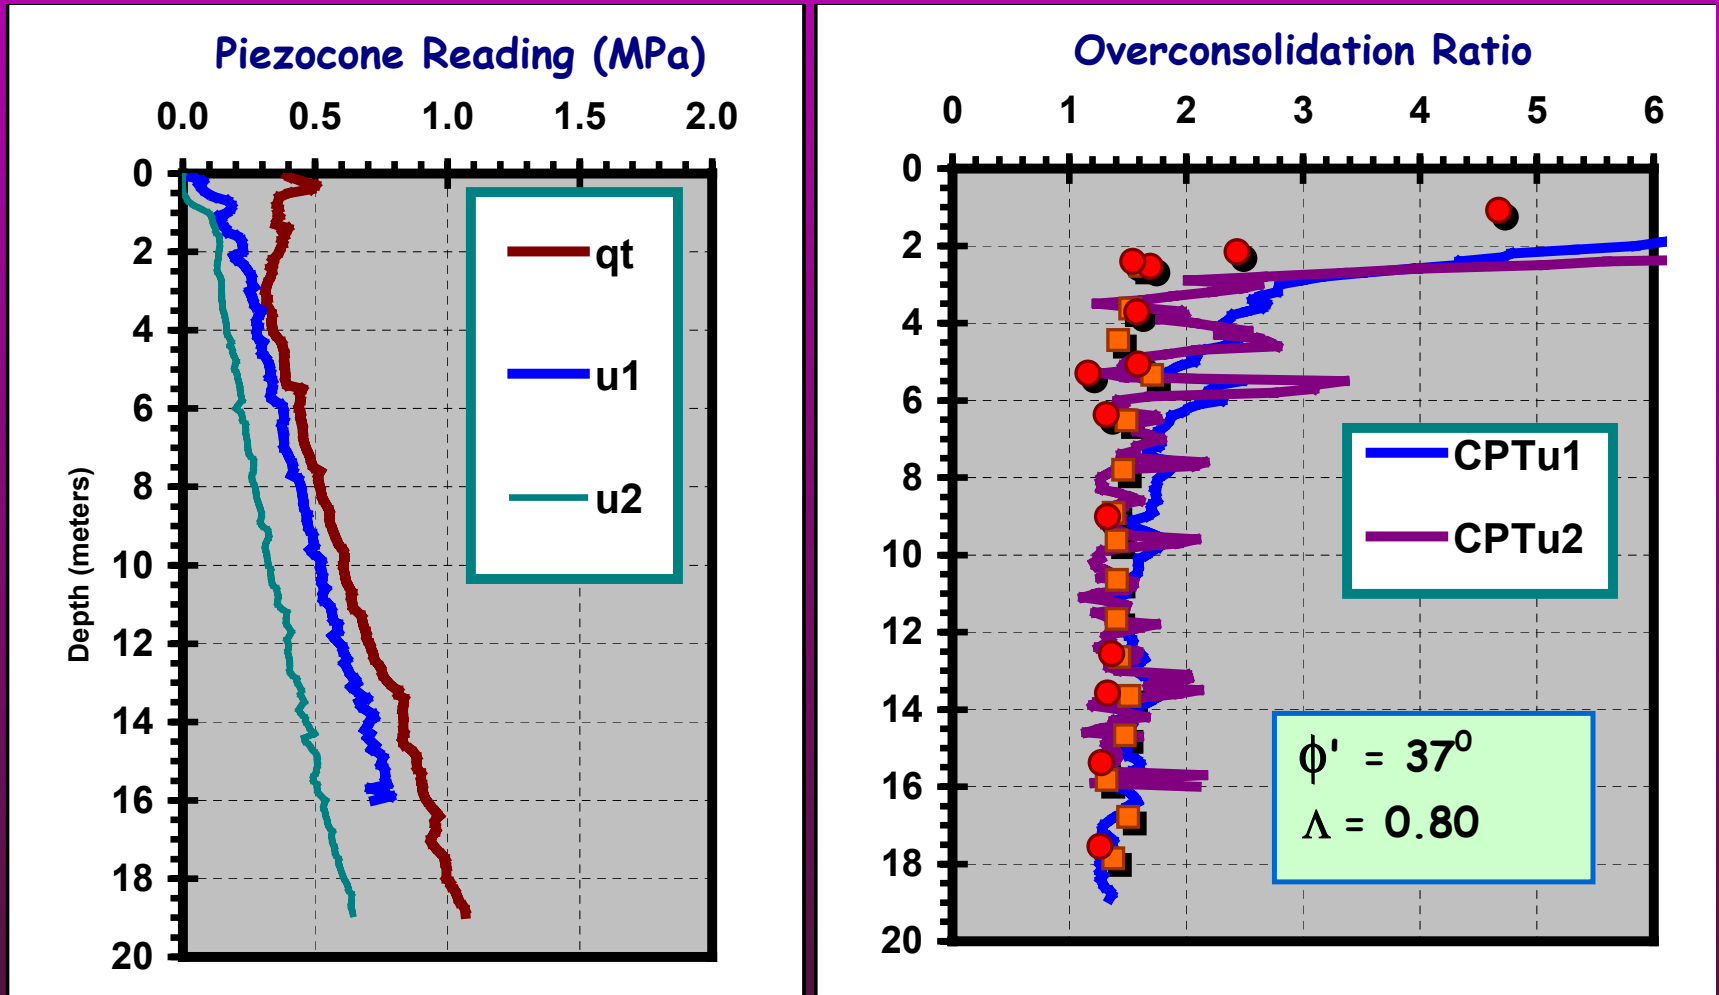 Piezocone Reading (MPa)
0.0 0.5 1.0 1.5 2.0
0
2
4
6
8
10
12
14
16
18
20
Depth (meters)
qt
u1
u2
Overconsolidation Ratio
0 1 2 3 4 5 6
0
2
4
6
8
10
12
14
16
18
20
CPTu1
CPTu2
ϕ' = 37⁰
Λ = 0.80